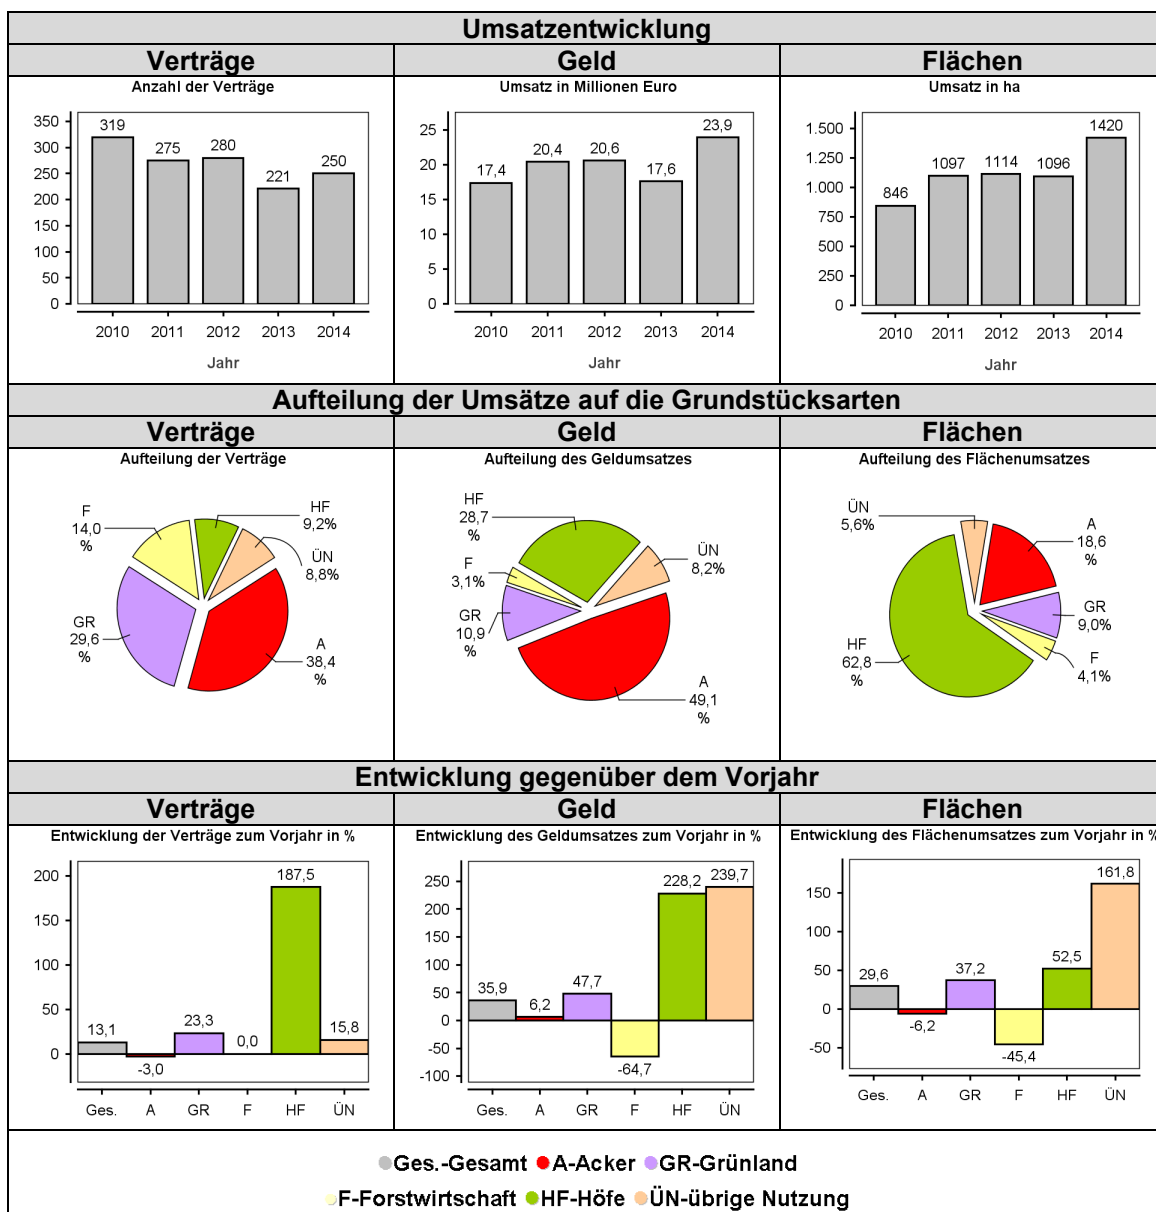 Umsatzentwicklung
Verträge Geld Flächen
Anzahl der Verträge
350
300
250
200
150
100
50
0
319
275
280
221
250
2010 2011 2012 2013 2014
Jahr
Umsatz in Millionen Euro
25
20
15
10
5
0
17,4
20,4
20,6
17,6
23,9
2010 2011 2012 2013 2014
Umsatz in ha
1.500
1.250
1.000
750
500
250
0
846
1097
1114
1096
1420
2010 2011 2012 2013 2014
Jahr
Aufteilung der Umsätze auf die Grundstücksarten
Verträge Geld Flächen
Aufteilung der Verträge
F
14,0
%
HF
9,2%
ÜN
8,8%
GR
29,6
%
A
38,4
%
Aufteilung des Geldumsatzes
HF
28,7
%
ÜN
8,2%
F
3,1%
GR
10,9
%
A
49,1
%
Aufteilung des Flächenumsatzes
ÜN
5,6%
A
18,6
%
GR
9,0%
F
4,1%
HF
62,8
%
Entwicklung gegenüber dem Vorjahr
Verträge Geld Flächen
Entwicklung der Verträge zum Vorjahr in %
200
150
100
50
0
13,1
-3,0
23,3
0,0
187,5
15,8
Ges. A GR F HF ÜN
Entwicklung des Geldumsatzes zum Vorjahr in %
250
200
150
100
50
0
-50
-100
35,9
6,2
47,7
-64,7
228,2
239,7
Ges. A GR F HF ÜN
Entwicklung des Flächenumsatzes zum Vorjahr in %
150
100
50
0
-50
29,6
-6,2
37,2
-45,4
52,5
161,8
Ges. A GR F HF ÜN
Ges.-Gesamt A-Acker GR-Grünland
F-Forstwirtschaft HF-Höfe ÜN-übrige Nutzung